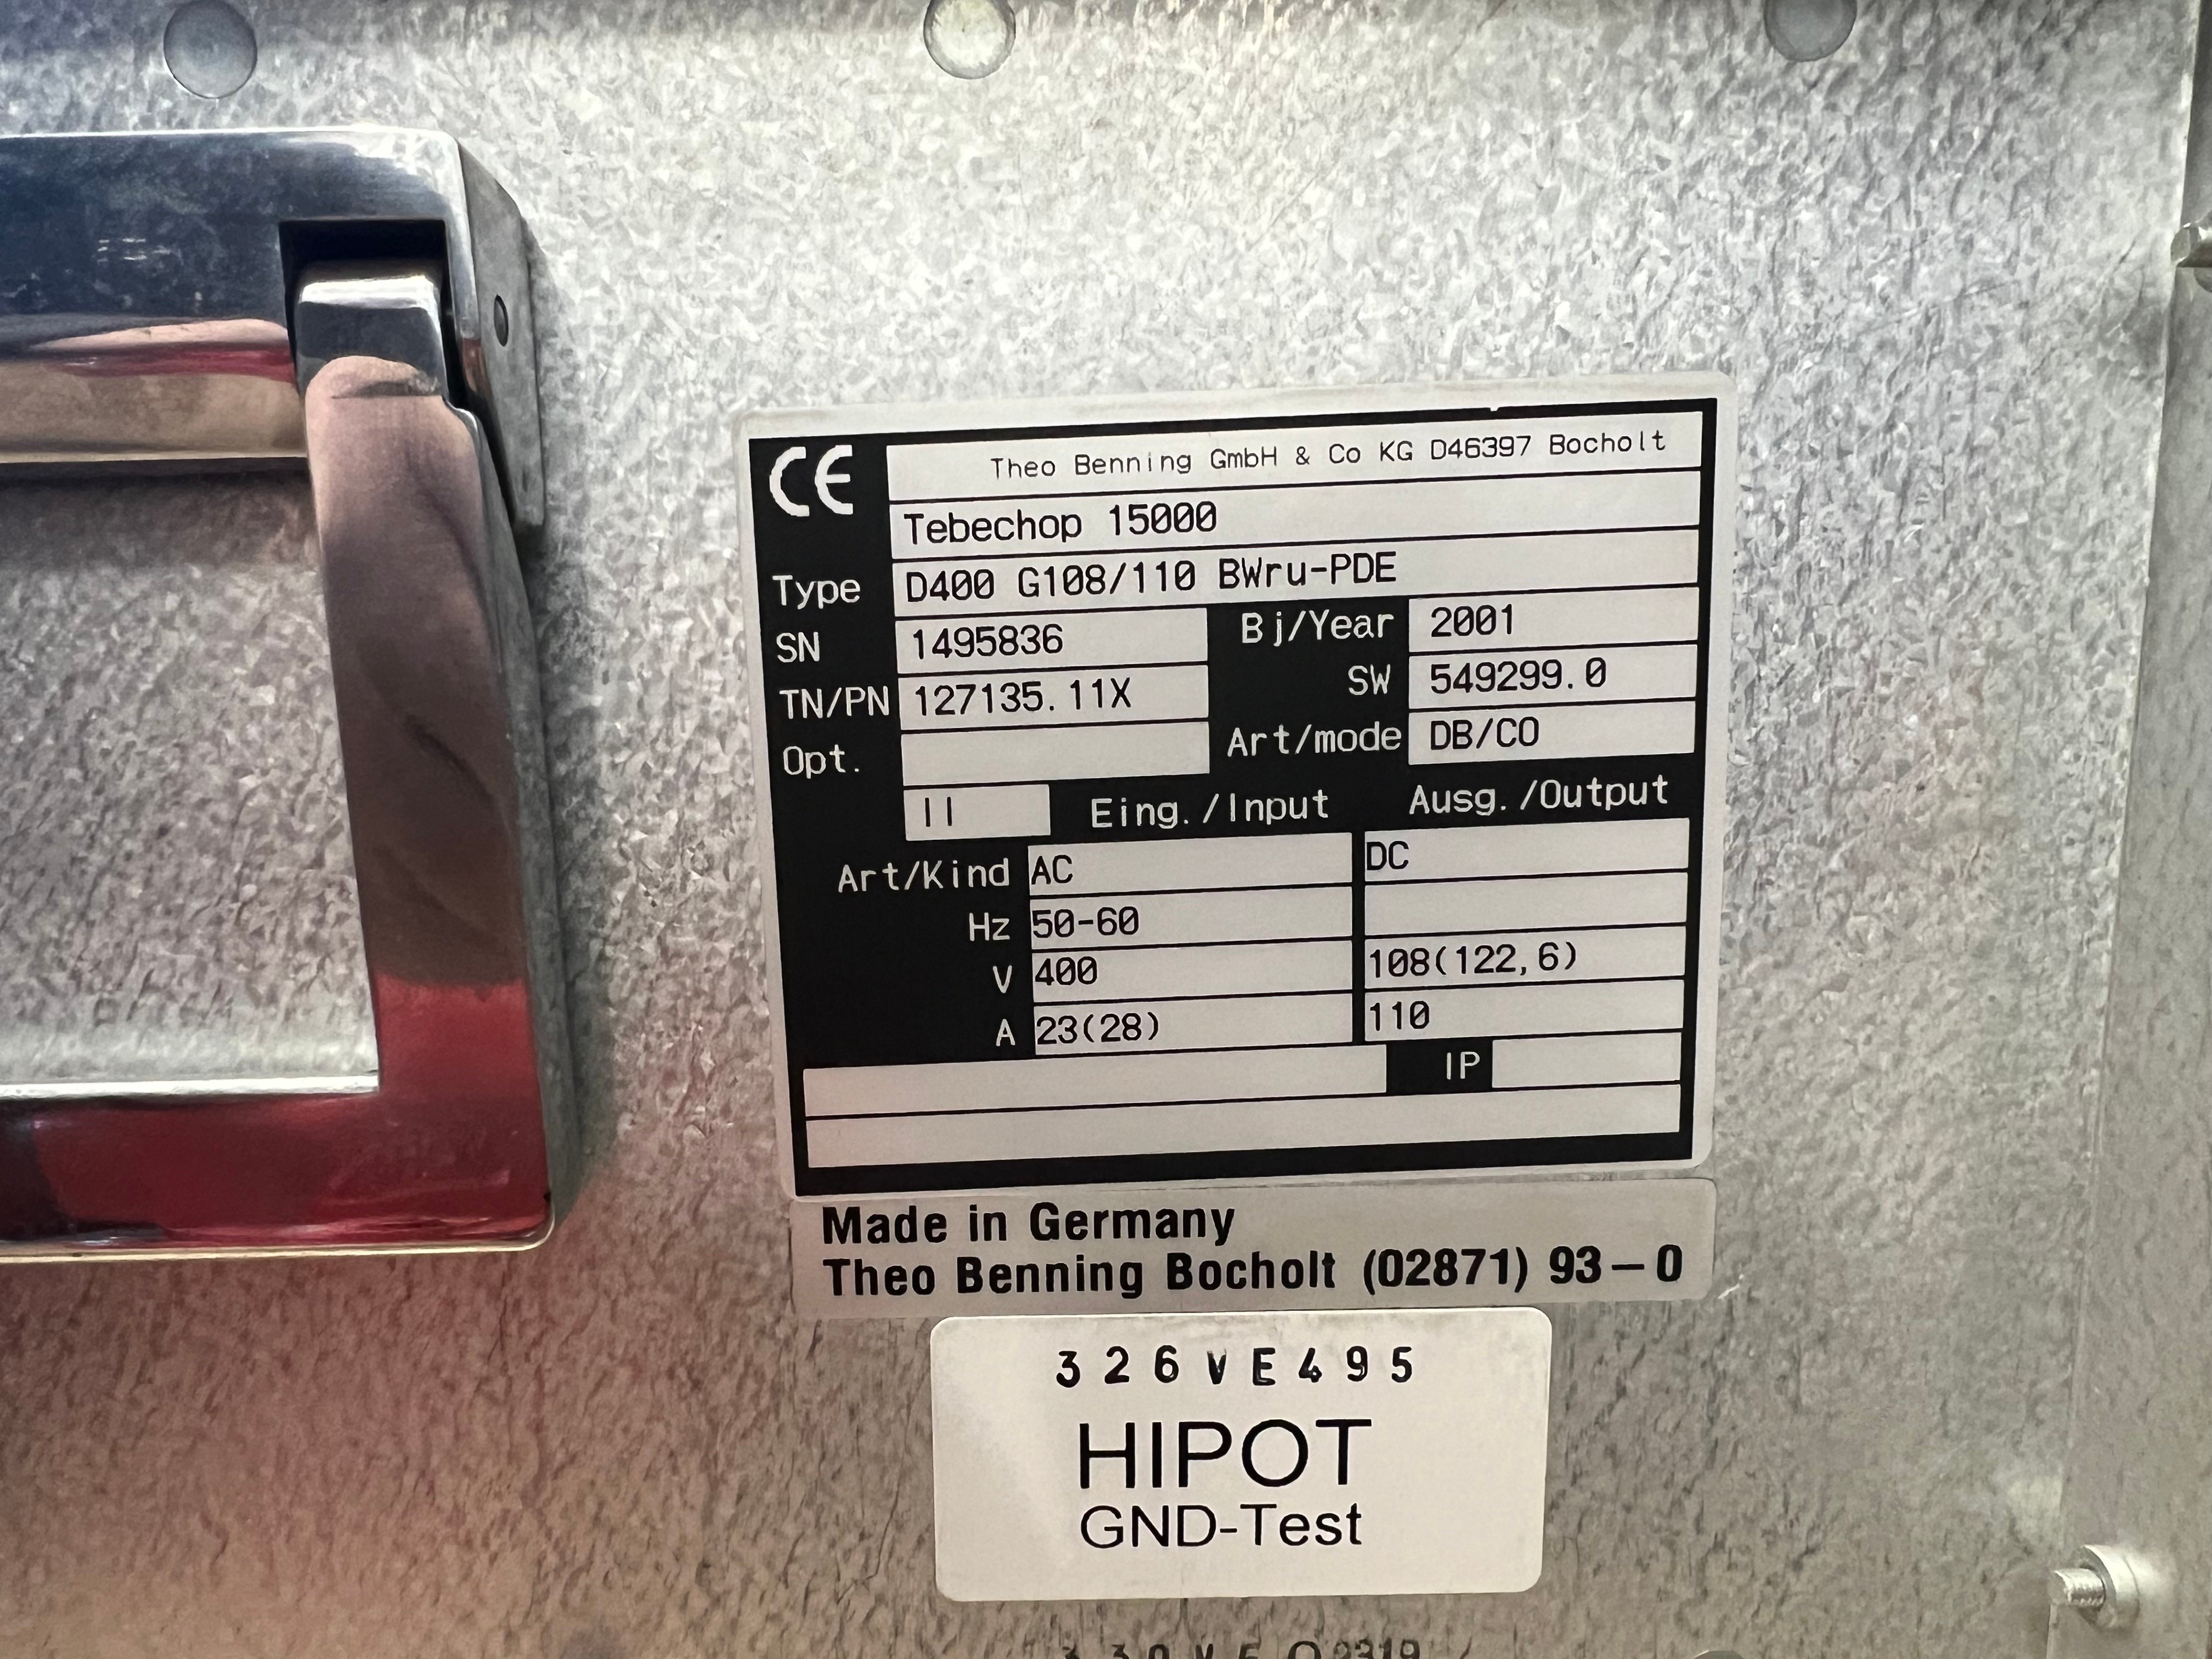 CE Theo Benning GmbH & Co KG D46397 Bocholt
Tebechop 15000
Type D400 G108/110 BWru-PDE
SN 1495836 Bj/Year 2001
TN/PN 127135.11X SW 549299.0
Opt. Art/mode DB/CO
II Eing./Input Ausg./Output
Art/Kind AC DC
Hz 50-60
V 400 108(122,6)
A 23(28) 110
IP
Made in Germany
Theo Benning Bocholt (02871) 93-0
326VE495
HIPOT
GND-Test